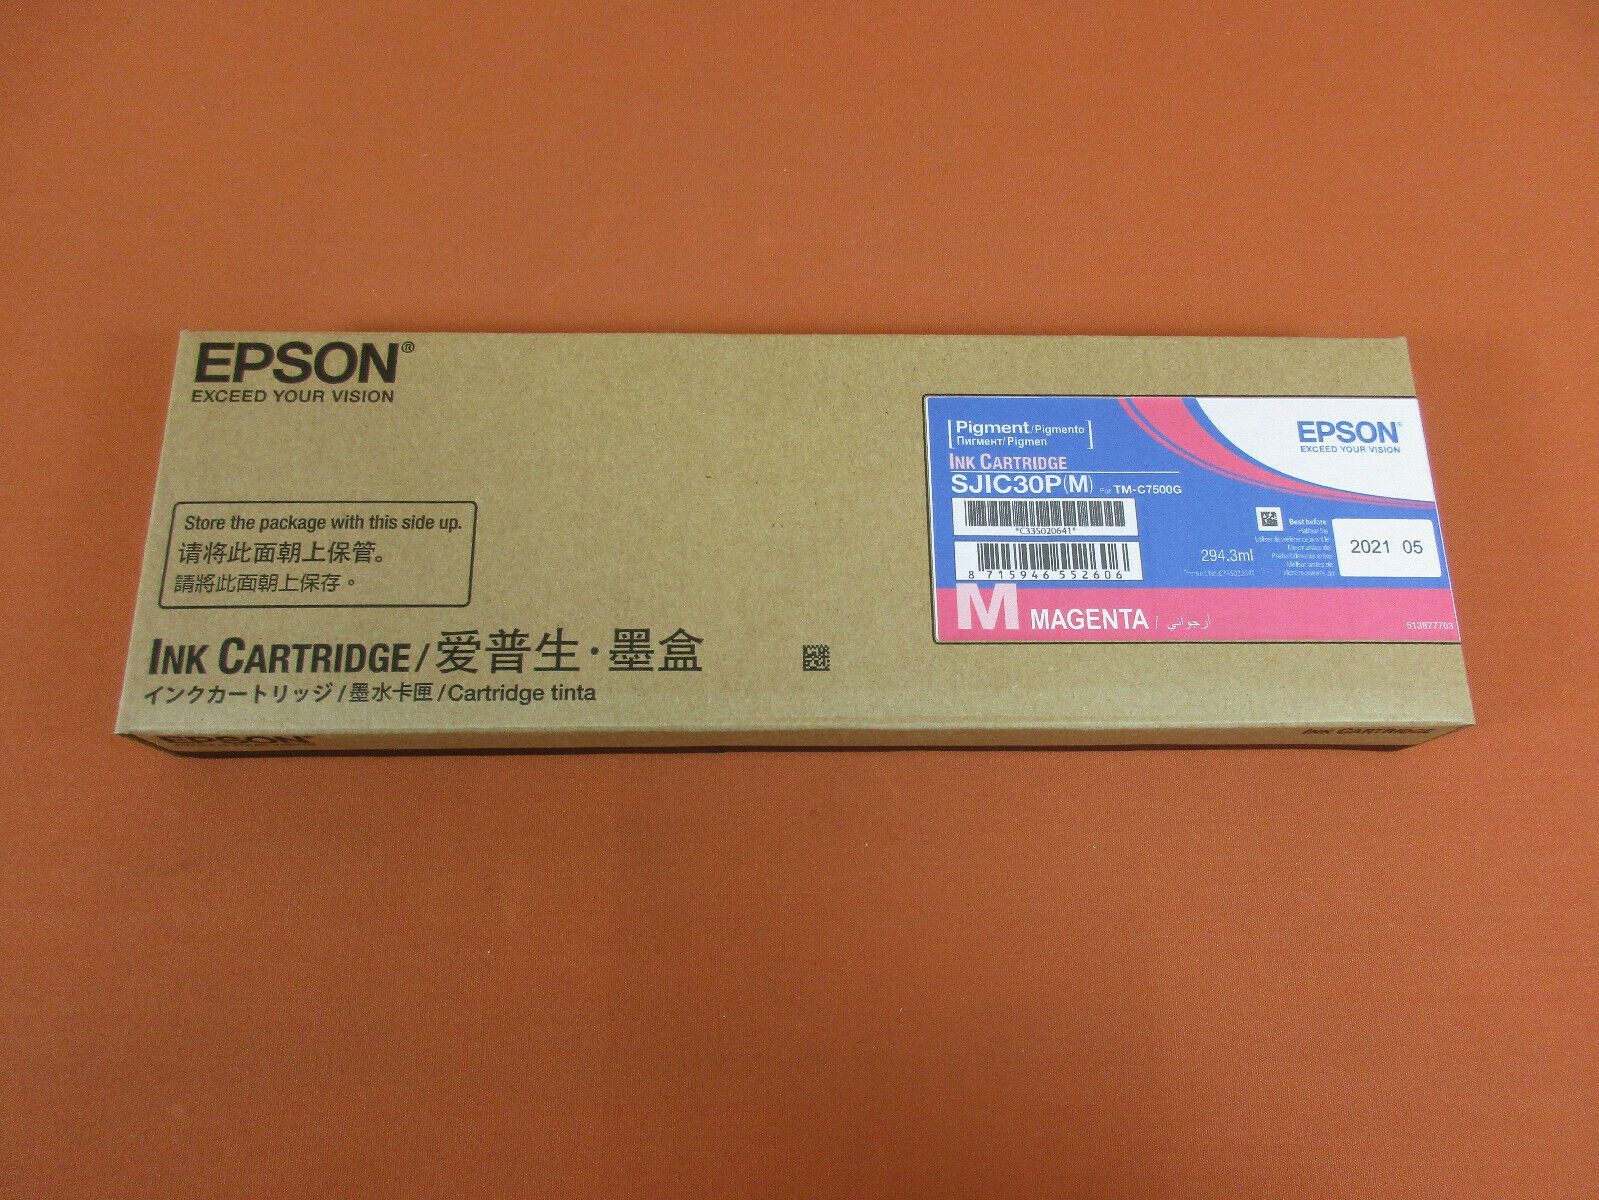 EPSON®
EXCEED YOUR VISION
Store the package with this side up.
请将此面朝上保管。
請將此面朝上保存。
INK CARTRIDGE/爱普生·墨盒
インクカートリッジ/墨水卡匣/Cartridge tinta
[Pigment/Pigmento
Пигмент/Pigmen]
INK CARTRIDGE
SJIC30P(M) For TM-C7500G
*C33S020641*
8 715946 552606
M MAGENTA / أرجواني
EPSON®
EXCEED YOUR VISION
294.3ml
Best before
2021 05
513877703
EPSON
INK CARTRIDGE